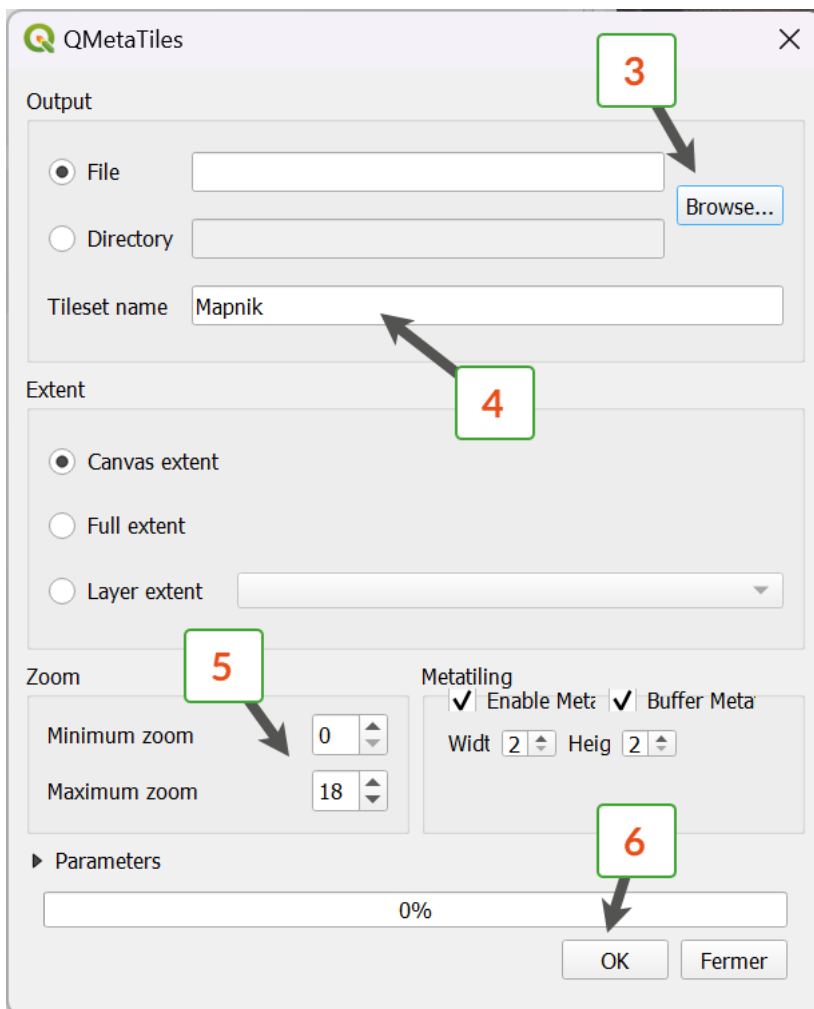 QMetaTiles
3
Output
File
Browse...
Directory
Tileset name Mapnik
4
Extent
Canvas extent
Full extent
Layer extent
5
Zoom Metatiling
Enable Meta Buffer Meta
Minimum zoom 0 Widt 2 Heig 2
Maximum zoom 18
6
Parameters
0%
OK Fermer